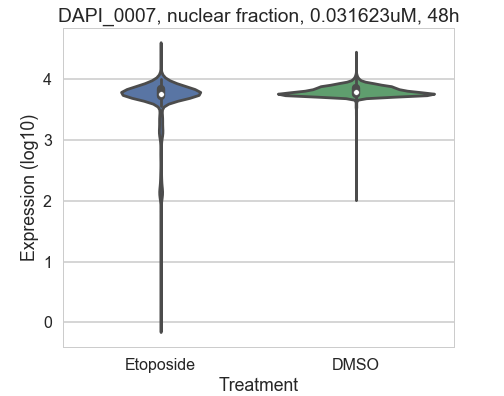 DAPI_0007, nuclear fraction, 0.031623uM, 48h
Expression (log10)
4
3
2
1
0
Etoposide
DMSO
Treatment